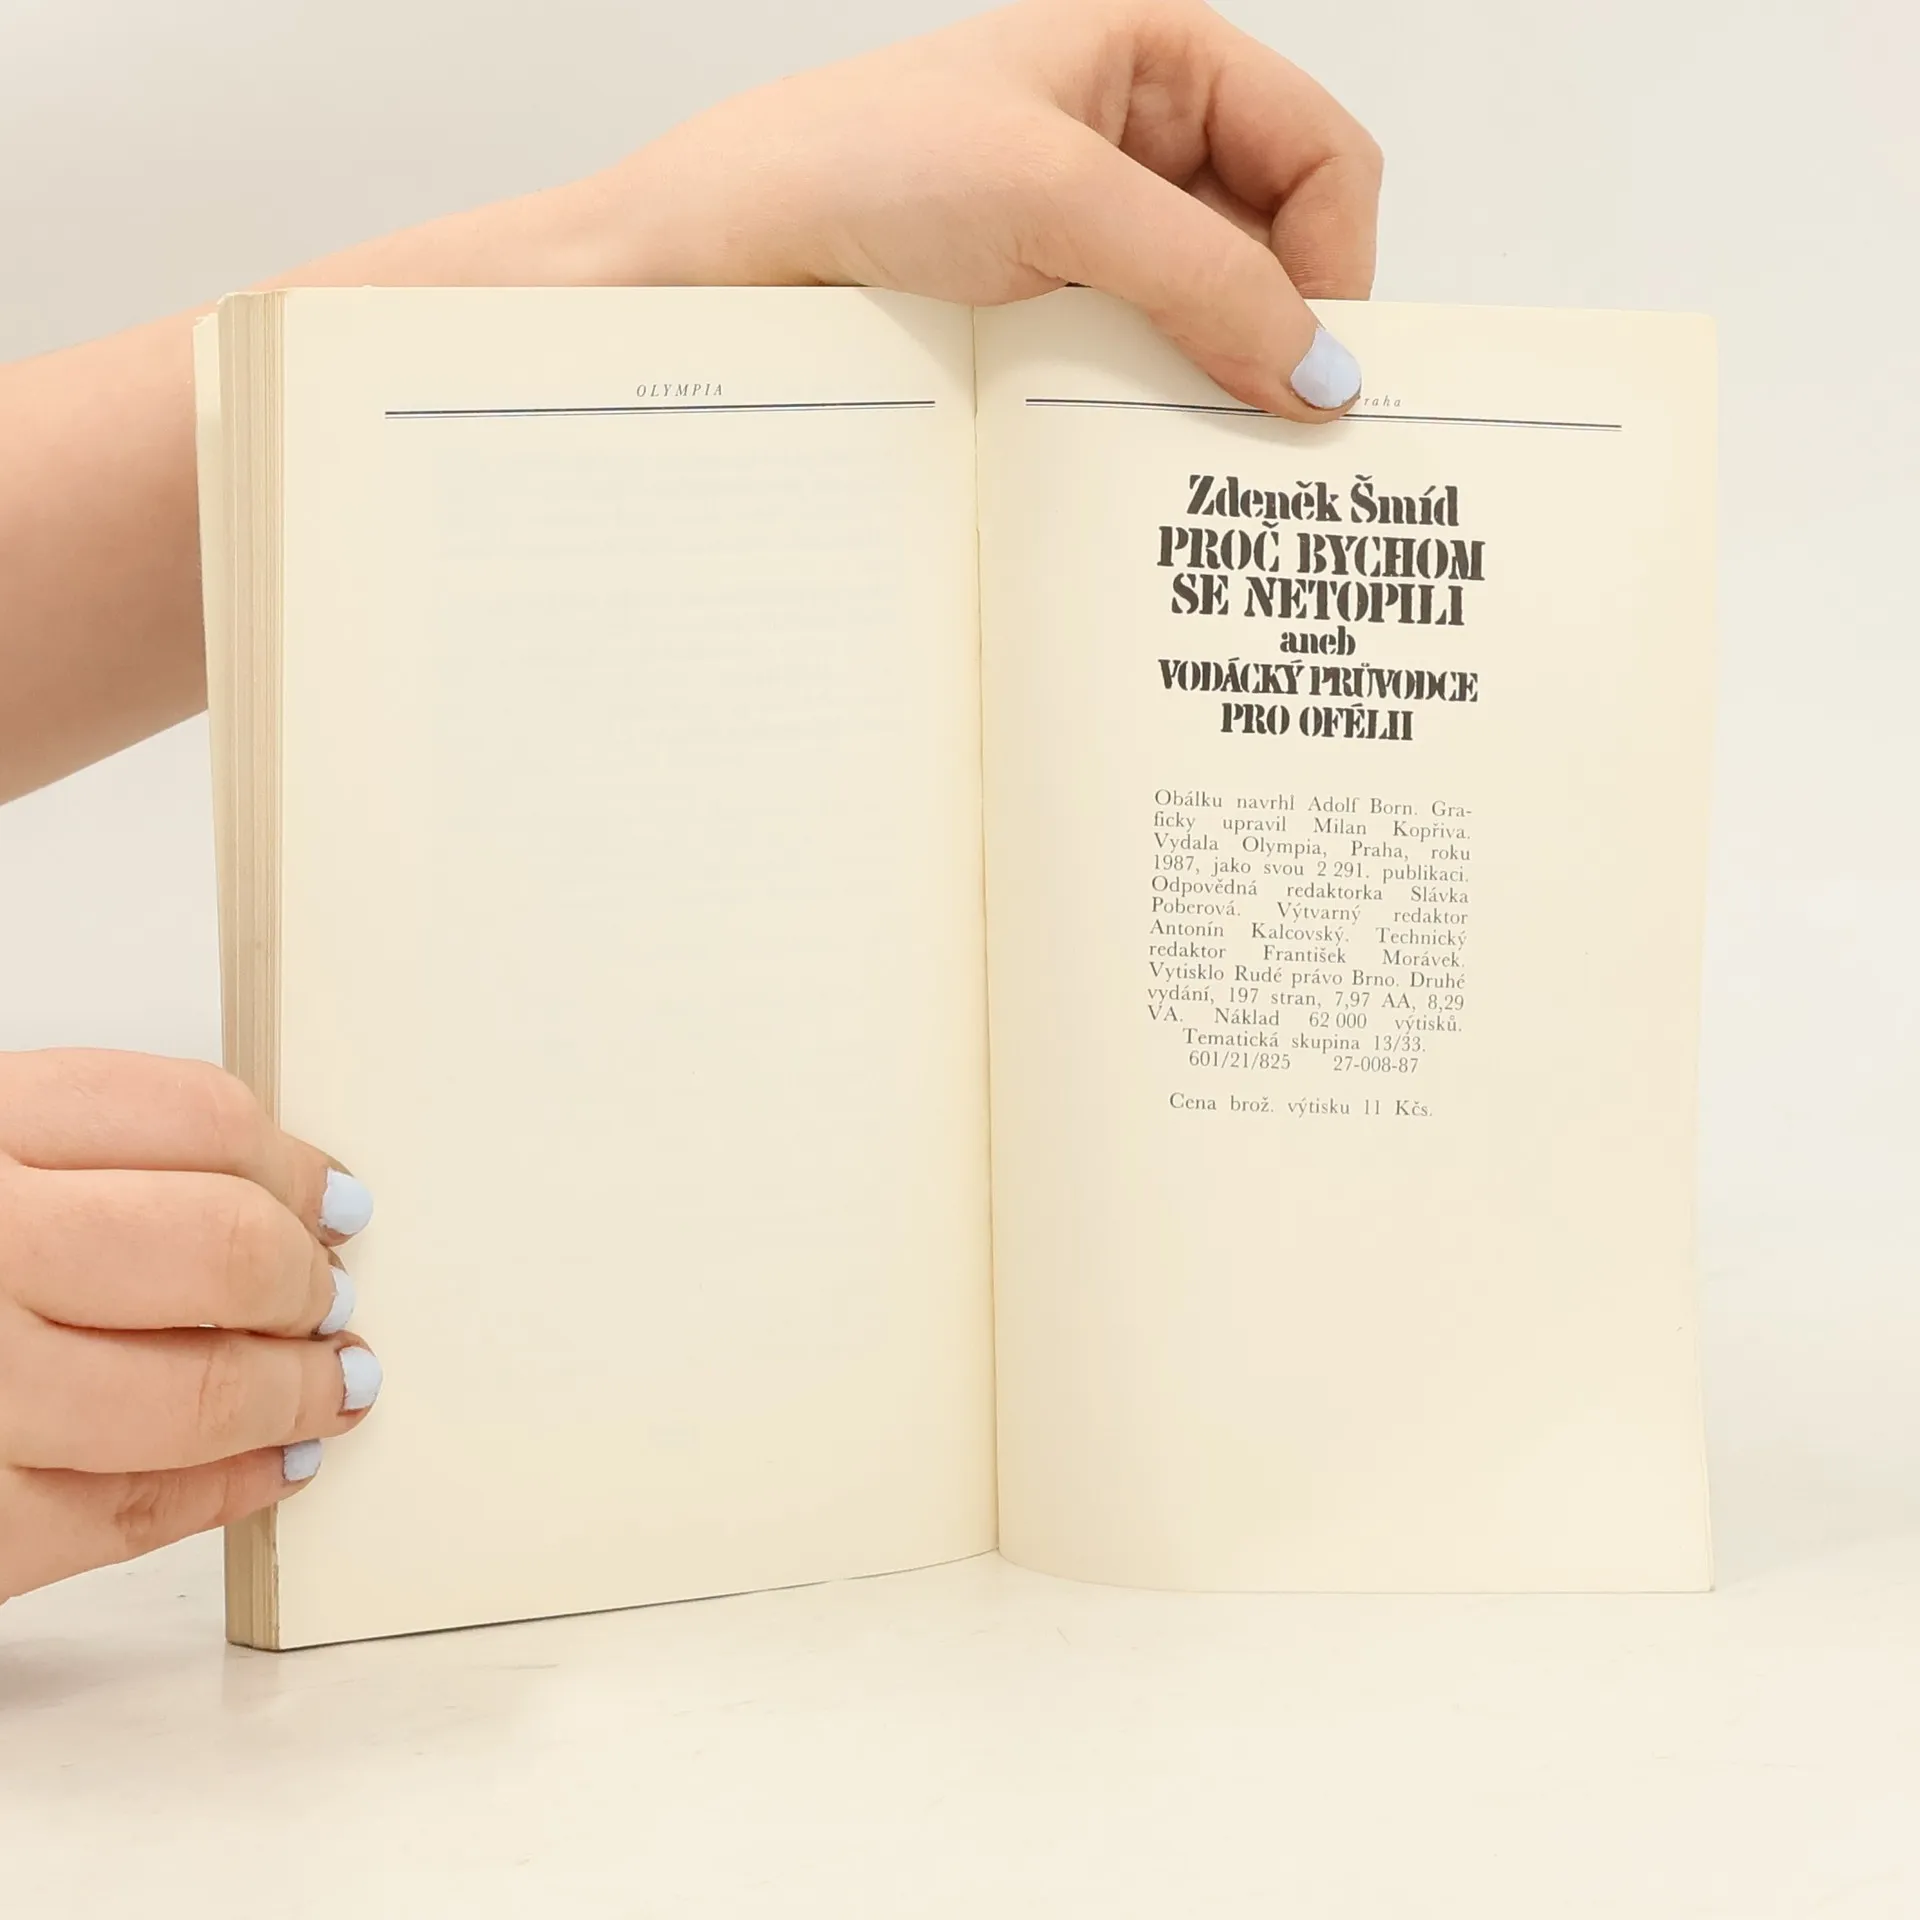 OLYMPIA
Zdeněk Šmíd
PROČ BYCHOM
SE NETOPILI
aneb
VODÁCKÝ PRŮVODCE
PRO OFÉLII
Obálku navrhl Adolf Born. Gra-
ficky upravil Milan Kopřiva.
Vydala Olympia, Praha, roku
1987, jako svou 2 291. publikaci.
Odpovědná redaktorka Slávka
Poberová. Výtvarný redaktor
Antonín Kalcovský. Technický
redaktor František Morávek.
Vytisklo Rudé právo Brno. Druhé
vydání, 197 stran, 7,97 AA, 8,29
VA. Náklad 62 000 výtisků.
Tematická skupina 13/33.
601/21/825 27-008-87
Cena brož. výtisku 11 Kčs.